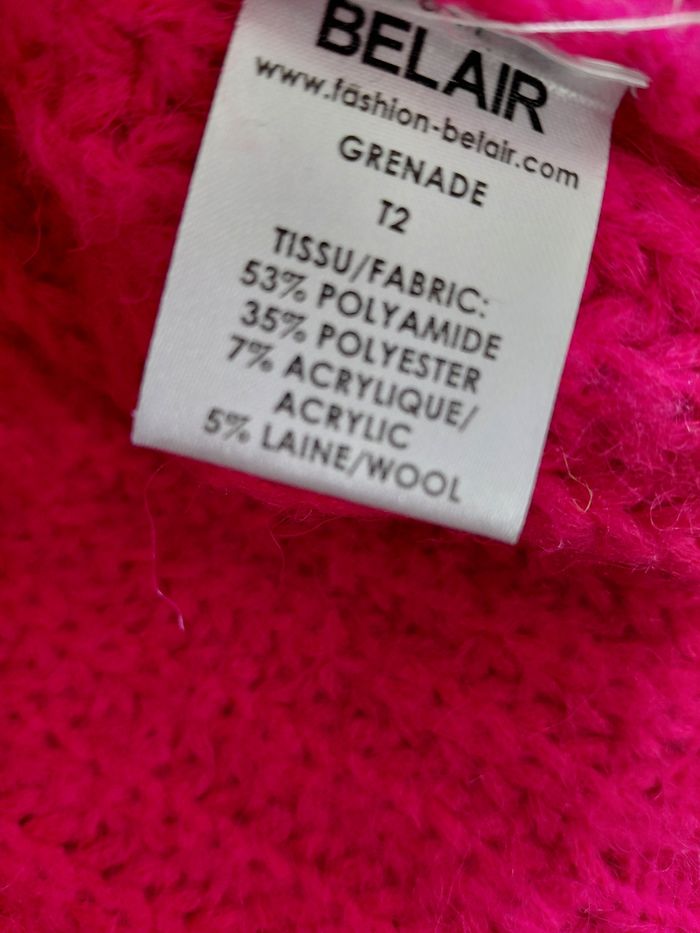 BELAIR
www.fashion-belair.com
GRENADE
T2
TISSU/FABRIC:
53% POLYAMIDE
35% POLYESTER
7% ACRYLIQUE/
ACRYLIC
5% LAINE/WOOL